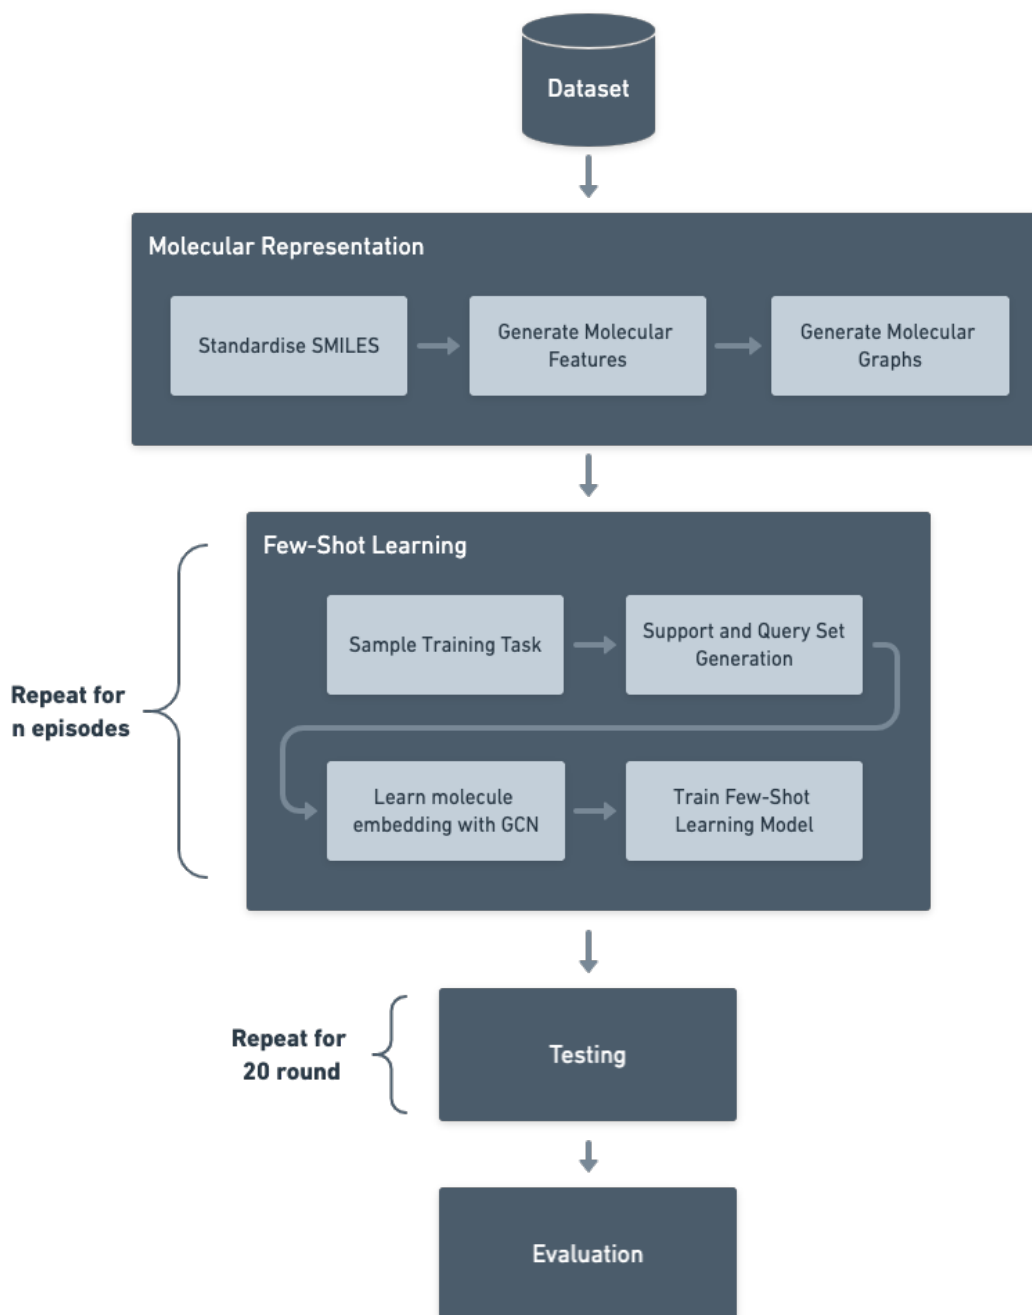 Dataset
Molecular Representation
Standardise SMILES
Generate Molecular
Features
Generate Molecular
Graphs
Few-Shot Learning
Sample Training Task
Support and Query Set
Generation
Repeat for
n episodes
Learn molecule
embedding with GCN
Train Few-Shot
Learning Model
Repeat for
20 round
Testing
Evaluation